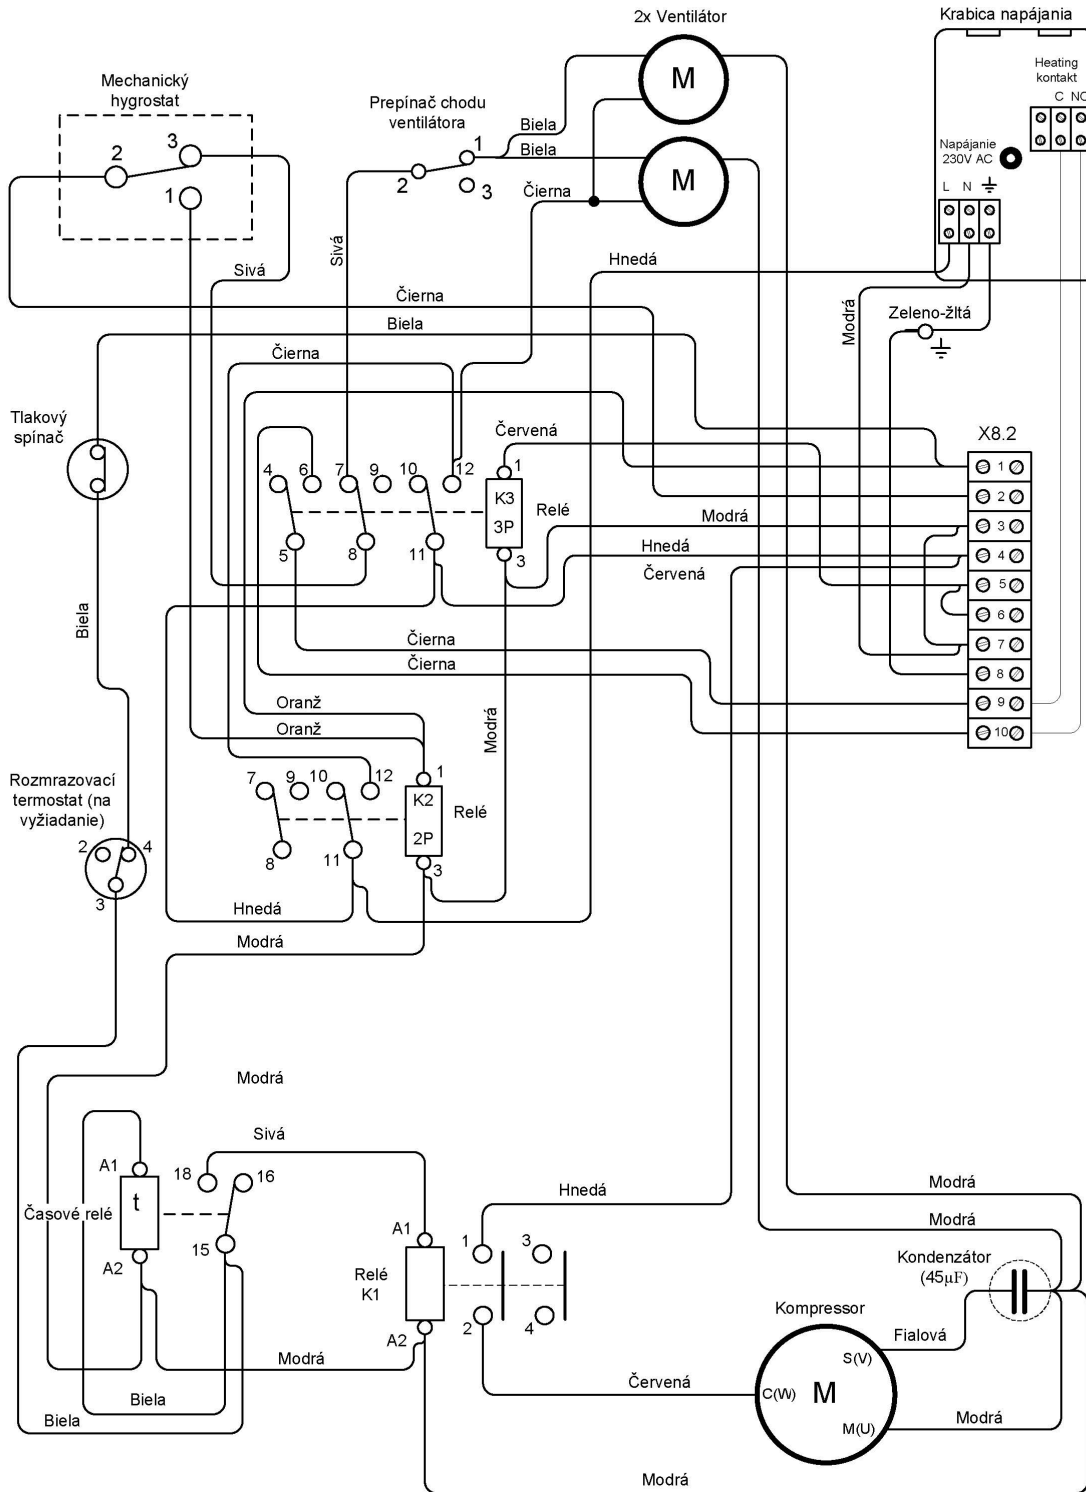 2x Ventilátor
Krabica napájania
Heating
kontakt
C NO
Napájanie
230V AC
L N
Mechanický
hygrostat
2
3
1
Prepínač chodu
ventilátora
1
2
3
M
M
Biela
Biela
Čierna
Sivá
Sivá
Hnedá
Modrá
Zeleno-žltá
Čierna
Biela
Čierna
Tlakový
spínač
Červená
X8.2
1
2
3
4
5
6
7
8
9
10
4
6
7
9
10
12
5
8
11
1
K3
3P
3
Relé
Modrá
Hnedá
Červená
Biela
Čierna
Čierna
Oranž
Oranž
Modrá
Rozmrazovací
termostat (na
vyžiadanie)
2
4
3
7
9
10
12
8
11
1
K2
2P
3
Relé
Hnedá
Modrá
Modrá
A1
t
Časové relé
A2
18
16
15
Sivá
A1
Relé
K1
A2
1
3
2
4
Hnedá
Modrá
Modrá
Kondenzátor
(45µF)
Kompressor
Fialová
S(V)
C(W)
M
M(U)
Modrá
Červená
Modrá
Biela
Biela
Modrá